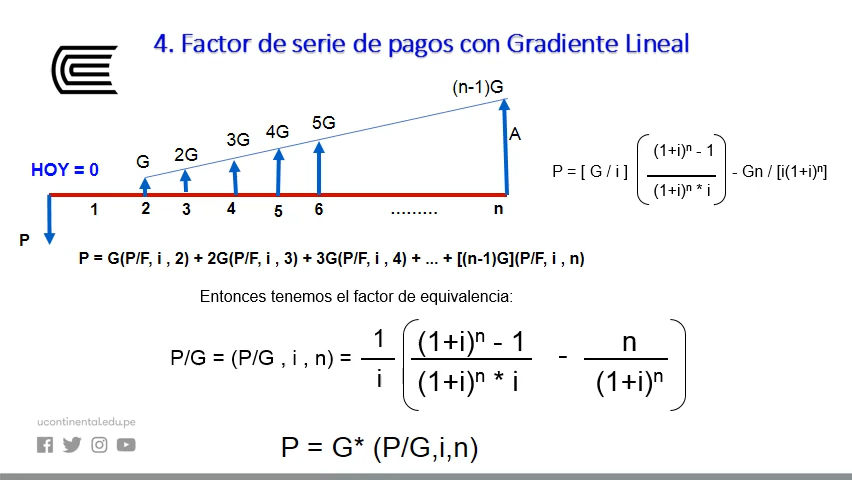 4. Factor de serie de pagos con Gradiente Lineal
(n-1)G
5G
4G
3G
2G
G
A
HOY = 0
1 2 3 4 5 6 ……… n
P
P = [ G / i ] ( (1+i)ⁿ - 1 / (1+i)ⁿ * i ) - Gn / [i(1+i)ⁿ]
P = G(P/F, i , 2) + 2G(P/F, i , 3) + 3G(P/F, i , 4) + ... + [(n-1)G](P/F, i , n)
Entonces tenemos el factor de equivalencia:
P/G = (P/G , i , n) = 1 / i ( (1+i)ⁿ - 1 / (1+i)ⁿ * i - n / (1+i)ⁿ )
ucontinental.edu.pe
P = G* (P/G,i,n)